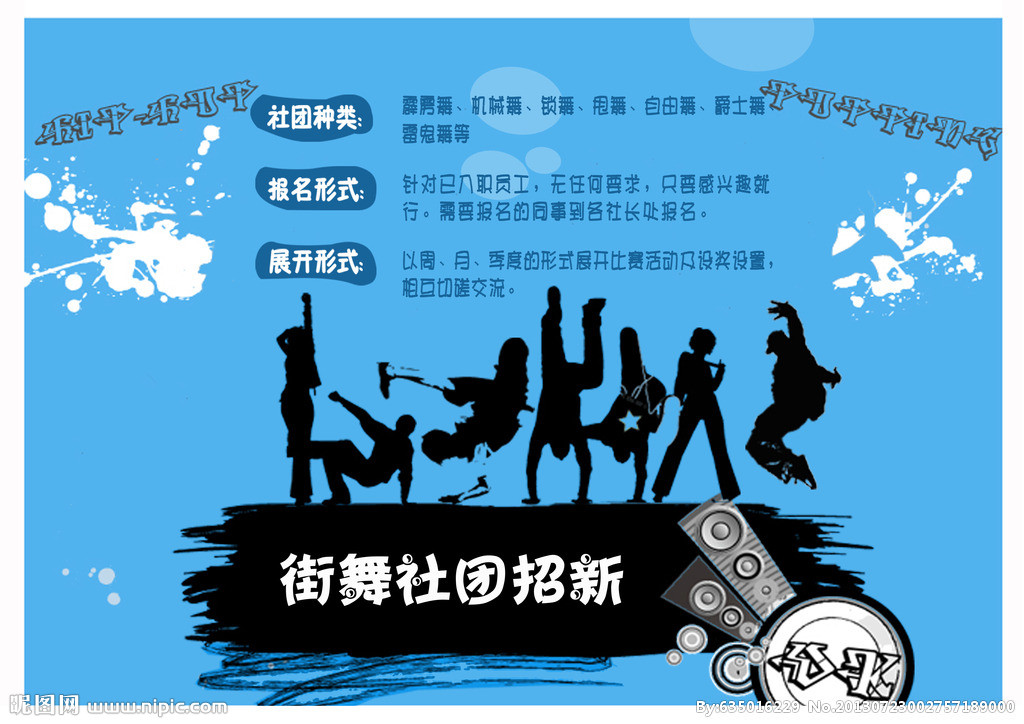 HIP-HOP
POPPING
社团种类:
霹雳舞、机械舞、锁舞、甩舞、自由舞、爵士舞
雷鬼舞等
报名形式:
针对已入职员工，无任何要求，只要感兴趣就
行。需要报名的同事到各社长处报名。
展开形式:
以周、月、季度的形式展开比赛活动及设奖设置，
相互切磋交流。
街舞社团招新
昵图网 www.nipic.com
By:635016229 No.20130723002757189000